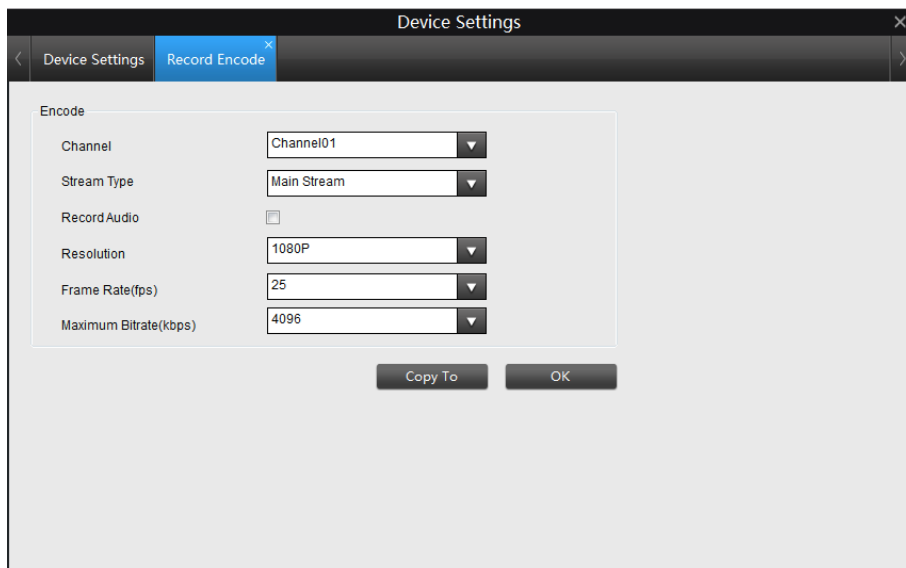 Device Settings
Device Settings Record Encode
Encode
Channel Channel01
Stream Type Main Stream
Record Audio
Resolution 1080P
Frame Rate(fps) 25
Maximum Bitrate(kbps) 4096
Copy To OK